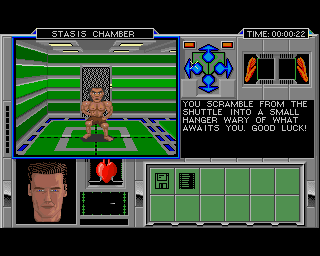 STASIS CHAMBER
TIME: 00:00:22
YOU SCRAMBLE FROM THE
SHUTTLE INTO A SMALL
HANGER WARY OF WHAT
AWAITS YOU. GOOD LUCK!